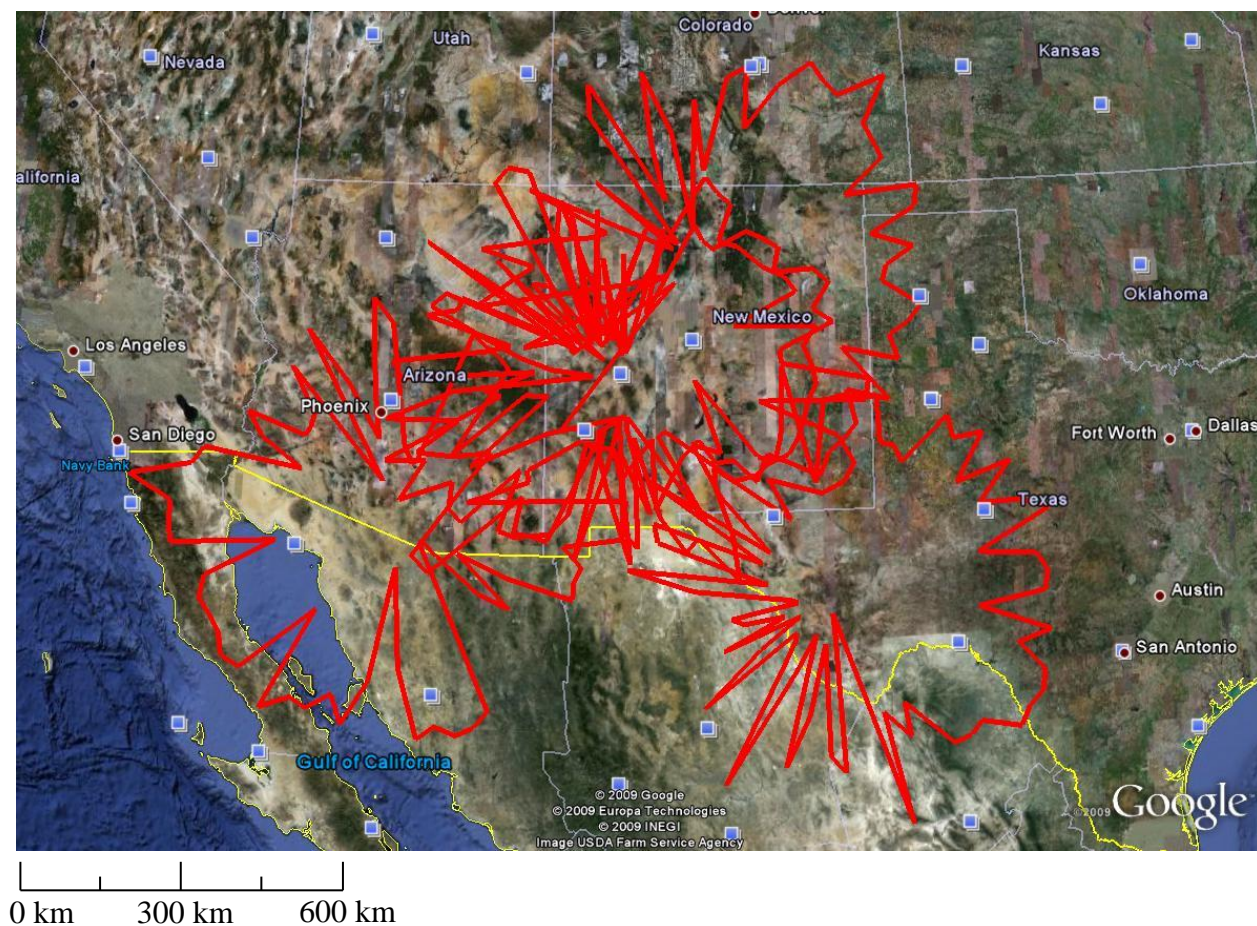 Denver
Colorado
Utah
Kansas
Nevada
alifornia
Oklahoma
New Mexico
Los Angeles
Arizona
Phoenix
San Diego
Navy Bank
Fort Worth
Dallas
Texas
Austin
San Antonio
Gulf of California
© 2009 Google
© 2009 Europa Technologies
© 2009 INEGI
Image USDA Farm Service Agency
©2009 Google
0 km 300 km 600 km